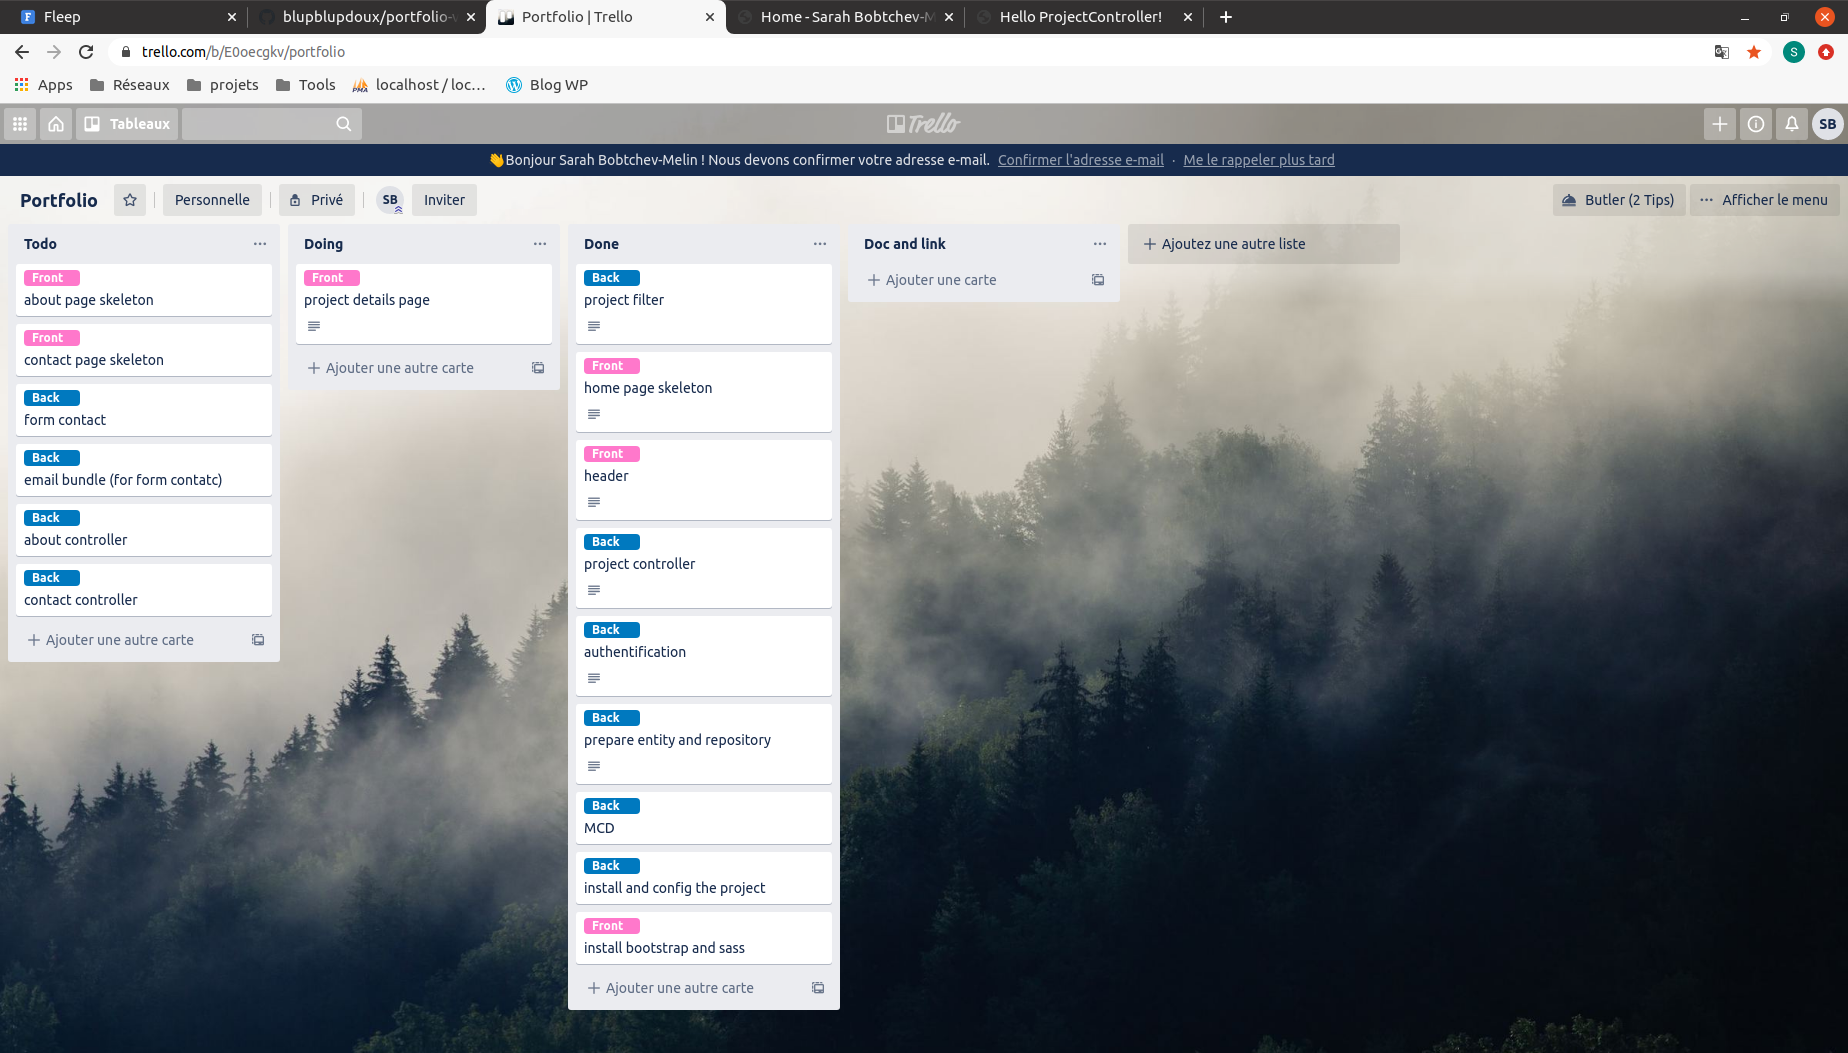 Fleep
blupblupdoux/portfolio-v
Portfolio | Trello
Home - Sarah Bobtchev-M
Hello ProjectController!
trello.com/b/E0oecgkv/portfolio
S
Apps
Réseaux
projets
Tools
localhost / loc…
Blog WP
Tableaux
Trello
SB
👋Bonjour Sarah Bobtchev-Melin ! Nous devons confirmer votre adresse e-mail. Confirmer l'adresse e-mail · Me le rappeler plus tard
Portfolio
Personnelle
Privé
SB
Inviter
Butler (2 Tips)
Afficher le menu
Todo
Front
about page skeleton
Front
contact page skeleton
Back
form contact
Back
email bundle (for form contatc)
Back
about controller
Back
contact controller
Ajouter une autre carte
Doing
Front
project details page
Ajouter une autre carte
Done
Back
project filter
Front
home page skeleton
Front
header
Back
project controller
Back
authentification
Back
prepare entity and repository
Back
MCD
Back
install and config the project
Front
install bootstrap and sass
Ajouter une autre carte
Doc and link
Ajouter une carte
Ajoutez une autre liste